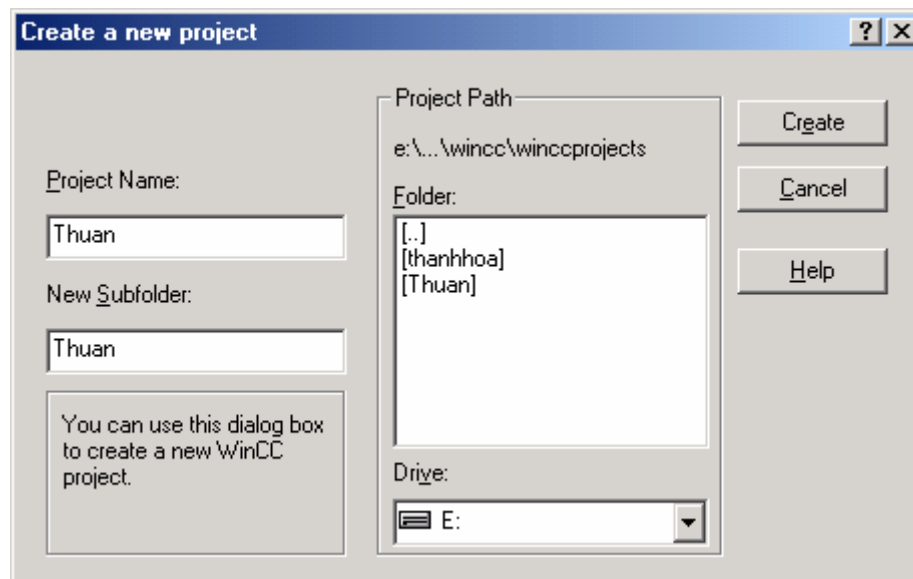 Create a new project
Project Name:
Thuan
New Subfolder:
Thuan
You can use this dialog box
to create a new WinCC
project.
Project Path
e:\...\wincc\winccprojects
Folder:
[..]
[thanhhoa]
[Thuan]
Drive:
E:
Create
Cancel
Help